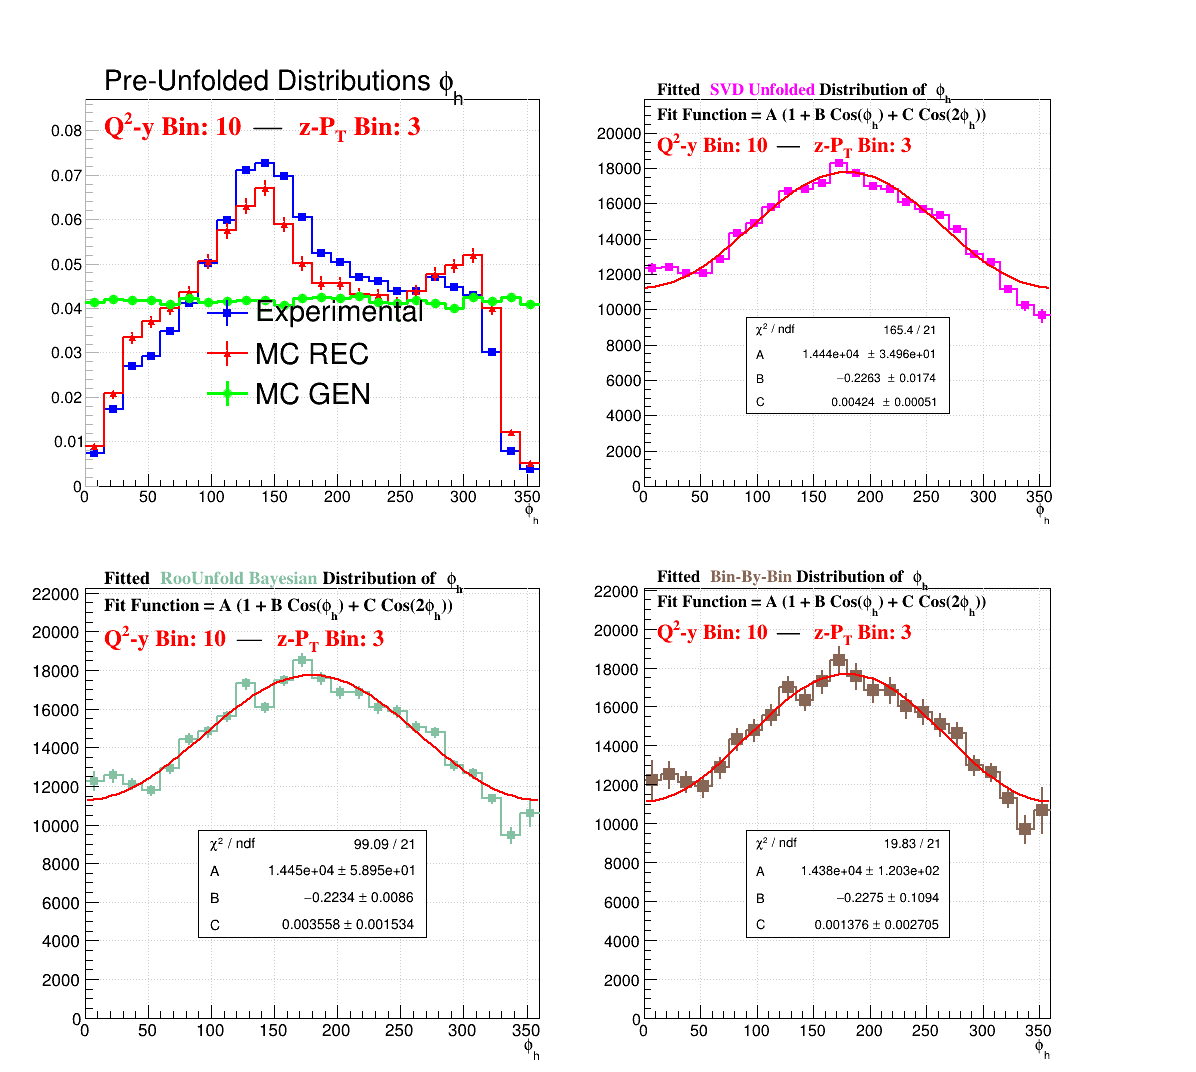 Pre-Unfolded Distributions ϕh
Q2-y Bin: 10 — z-PT Bin: 3
0.08
0.07
0.06
0.05
0.04
0.03
0.02
0.01
0
Experimental
MC REC
MC GEN
0 50 100 150 200 250 300 350
ϕh
Fitted SVD Unfolded Distribution of ϕh
Fit Function = A (1 + B Cos(ϕh) + C Cos(2ϕh))
Q2-y Bin: 10 — z-PT Bin: 3
20000
18000
16000
14000
12000
10000
8000
6000
4000
2000
0
χ2 / ndf 165.4 / 21
A 1.444e+04 ± 3.496e+01
B −0.2263 ± 0.0174
C 0.00424 ± 0.00051
0 50 100 150 200 250 300 350
ϕh
Fitted RooUnfold Bayesian Distribution of ϕh
Fit Function = A (1 + B Cos(ϕh) + C Cos(2ϕh))
Q2-y Bin: 10 — z-PT Bin: 3
22000
20000
18000
16000
14000
12000
10000
8000
6000
4000
2000
0
χ2 / ndf 99.09 / 21
A 1.445e+04 ± 5.895e+01
B −0.2234 ± 0.0086
C 0.003558 ± 0.001534
0 50 100 150 200 250 300 350
ϕh
Fitted Bin-By-Bin Distribution of ϕh
Fit Function = A (1 + B Cos(ϕh) + C Cos(2ϕh))
Q2-y Bin: 10 — z-PT Bin: 3
20000
18000
16000
14000
12000
10000
8000
6000
4000
2000
0
χ2 / ndf 19.83 / 21
A 1.438e+04 ± 1.203e+02
B −0.2275 ± 0.1094
C 0.001376 ± 0.002705
0 50 100 150 200 250 300 350
ϕh